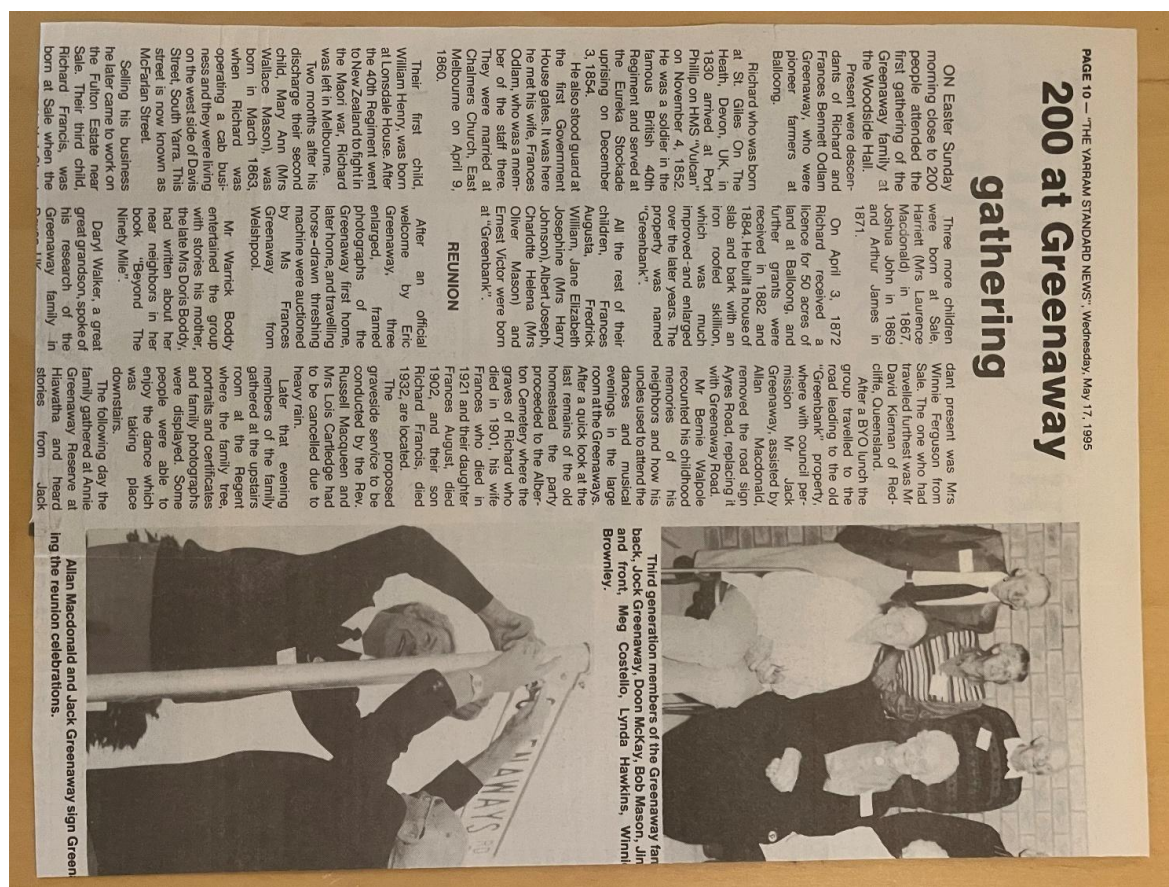 PAGE 10 — "THE YARRAM STANDARD NEWS", Wednesday, May 17, 1995
200 at Greenaway
gathering
ON Easter Sunday
morning close to 200
people attended the
first gathering of the
Greenaway family at
the Woodside Hall.
Present were descen-
dants of Richard and
Frances Bennett Odlam
Greenaway, who were
pioneer farmers at
Balloong.
Richard who was born
at St. Giles On The
Heath, Devon, UK, in
1830 arrived at Port
Phillip on HMS "Vulcan"
on November 4, 1852.
He was a soldier in the
famous British 40th
Regiment and served at
the Eureka Stockade
uprising on December
3, 1854.
He also stood guard at
the first Government
House gates. It was here
he met his wife, Frances
Odlam, who was a mem-
ber of the staff there.
They were married at
Chalmers Church, East
Melbourne on April 9,
1860.
Their first child,
William Henry, was born
at Lonsdale House. After
the 40th Regiment went
to New Zealand to fight in
the Maori war, Richard
was left in Melbourne.
Two months after his
discharge their second
child, Mary Ann (Mrs
Wallace Mason), was
born in March 1863,
when Richard was
operating a cab busi-
ness and they were living
on the west side of Davis
Street, South Yarra. This
street is now known as
McFarlan Street.
Selling his business
he later came to work on
the Fulton Estate near
Sale. Their third child,
Richard Francis, was
born at Sale when the
Three more children
were born at Sale,
Harriett (Mrs Laurence
Macdonald) in 1867,
Joshua John in 1869
and Arthur James in
1871.
On April 3, 1872
Richard received a
licence for 50 acres of
land at Balloong, and
further grants were
received in 1882 and
1884. He built a house of
slab and bark with an
iron roofed skillion,
which was much
improved and enlarged
over the later years. The
property was named
"Greenbank".
All the rest of their
children, Frances
Augusta, Fredrick
William, Jane Elizabeth
Josephine (Mrs Harry
Johnson), Albert Joseph,
Charlotte Helena (Mrs
Oliver Mason) and
Ernest Victor were born
at "Greenbank".
REUNION
After an official
welcome by Eric
Greenaway, three
enlarged, framed
photographs of the
Greenaway first home,
later home, and travelling
horse-drawn threshing
machine were auctioned
by Ms Frances
Greenaway from
Welshpool.
Mr Warrick Boddy
entertained the group
with stories his mother,
the late Mrs Doris Boddy,
had written about her
near neighbors in her
book "Beyond The
Ninety Mile".
Daryl Walker, a great
great grandson, spoke of
his research of the
Greenaway family in
dant present was Mrs
Winnie Ferguson from
Sale. The one who had
travelled furthest was Mr
David Kiernan of Red-
cliffe, Queensland.
After a BYO lunch the
group travelled to the
road leading to the old
"Greenbank" property,
where with council per-
mission Mr Jack
Greenaway, assisted by
Allan Macdonald,
removed the road sign
Ayres Road, replacing it
with Greenaway Road.
Mr Bernie Walpole
recounted his childhood
memories of his
neighbors and how his
uncles used to attend the
dances and musical
evenings in the large
room at the Greenaways.
After a quick look at the
last remains of the old
homestead the party
proceeded to the Alber-
ton Cemetery where the
graves of Richard who
died in 1901, his wife
Frances who died in
1921 and their daughter
Frances August, died
1902, and their son
Richard Francis, died
1932, are located.
The proposed
graveside service to be
conducted by the Rev.
Russell Macqueen and
Mrs Lois Cartledge had
to be cancelled due to
heavy rain.
Later that evening
members of the family
gathered at the upstairs
room at the Regent
where the family tree,
portraits and certificates
and family photographs
were displayed. Some
people were able to
enjoy the dance which
was taking place
downstairs.
The following day the
family gathered at Annie
Greenaway Reserve at
Hiawatha and heard
stories from Jack
Third generation members of the Greenaway fam
back, Jock Greenaway, Doon McKay, Bob Mason, Jim
and front, Meg Costello, Lynda Hawkins, Winni
Brownley.
ENAWAYS RD
Allan Macdonald and Jack Greenaway sign Green
ing the reunion celebrations.